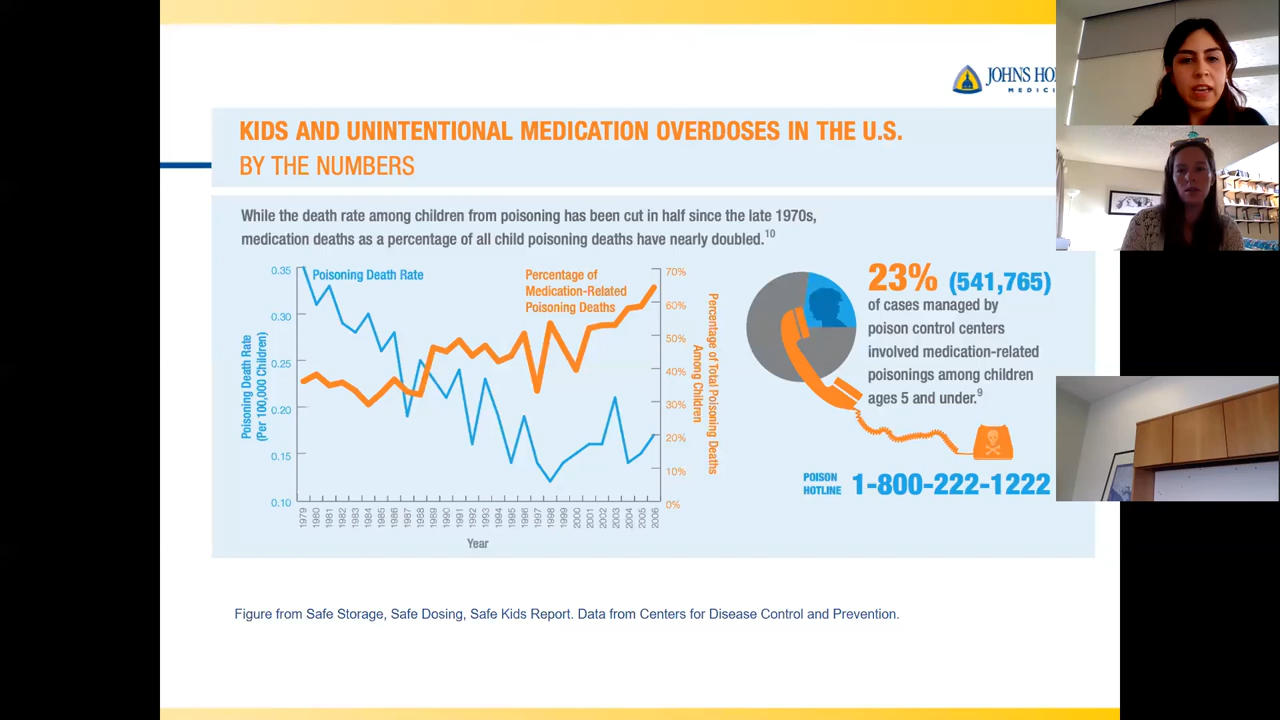 JOHNS HO
MEDICI
KIDS AND UNINTENTIONAL MEDICATION OVERDOSES IN THE U.S.
BY THE NUMBERS
While the death rate among children from poisoning has been cut in half since the late 1970s,
medication deaths as a percentage of all child poisoning deaths have nearly doubled.10
0.35
0.30
0.25
0.20
0.15
0.10
Poisoning Death Rate
(Per 100,000 Children)
Poisoning Death Rate
Percentage of
Medication-Related
Poisoning Deaths
70%
60%
50%
40%
30%
20%
10%
0%
Percentage of Total Poisoning Deaths
Among Children
1979
1980
1981
1982
1983
1984
1985
1986
1987
1988
1989
1990
1991
1992
1993
1994
1995
1996
1997
1998
1999
2000
2001
2002
2003
2004
2005
2006
Year
23% (541,765)
of cases managed by
poison control centers
involved medication-related
poisonings among children
ages 5 and under.9
POISON
HOTLINE
1-800-222-1222
Figure from Safe Storage, Safe Dosing, Safe Kids Report. Data from Centers for Disease Control and Prevention.